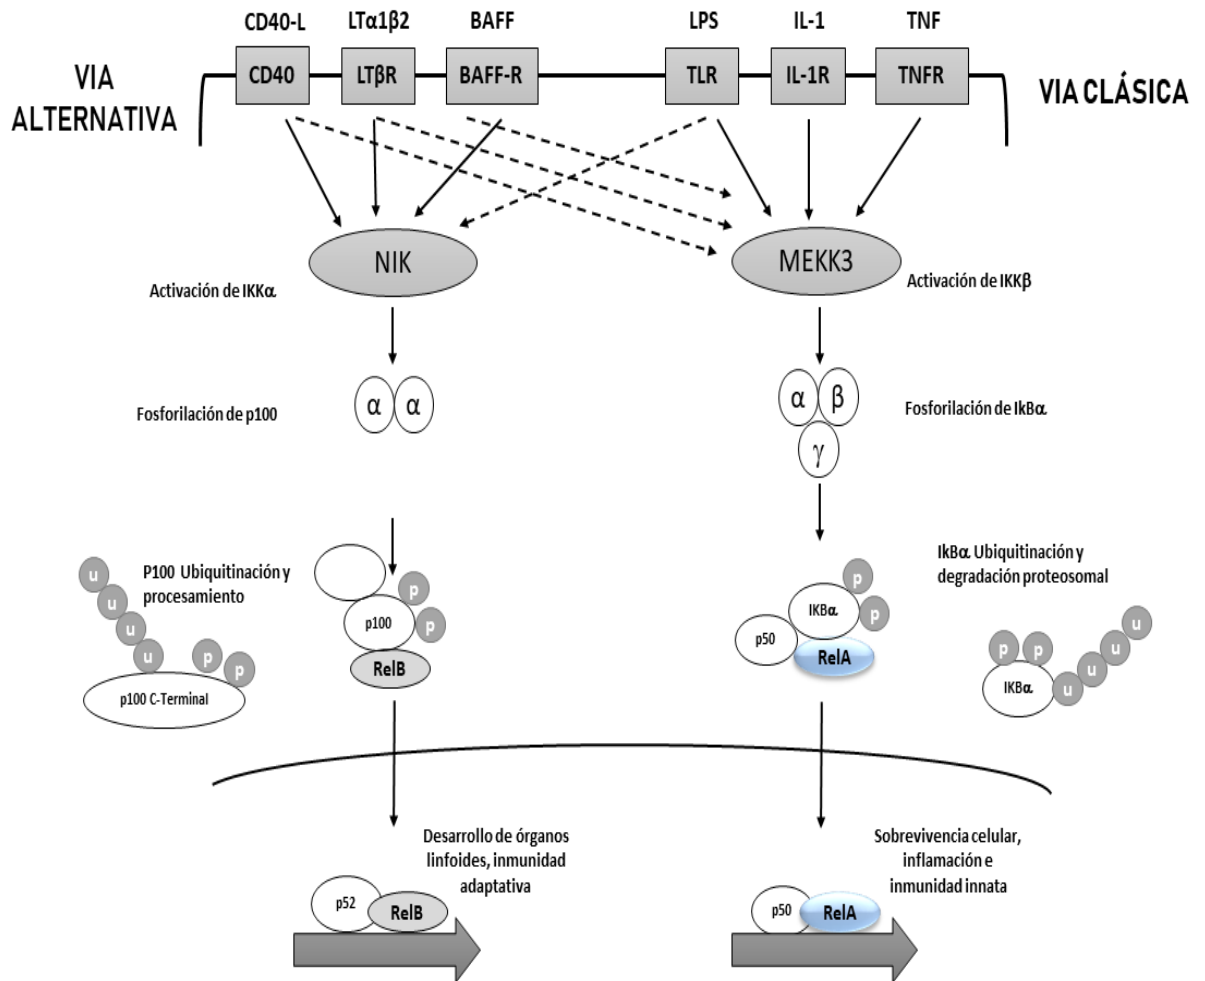 CD40-L
LTα1β2
BAFF
LPS
IL-1
TNF
VIA
ALTERNATIVA
CD40
LTβR
BAFF-R
TLR
IL-1R
TNFR
VIA CLÁSICA
NIK
MEKK3
Activación de IKKα
Activación de IKKβ
α α
α β
γ
Fosforilación de p100
Fosforilación de IkBα
P100 Ubiquitinación y
procesamiento
u
u
u
u
p
p
p100 C-Terminal
p
p100
p
RelB
p
IKBα
p
p50
RelA
IkBα Ubiquitinación y
degradación proteosomal
p
p
u
u
u
u
IKBα
Desarrollo de órganos
linfoides, inmunidad
adaptativa
Sobrevivencia celular,
inflamación e
inmunidad innata
p52
RelB
p50
RelA